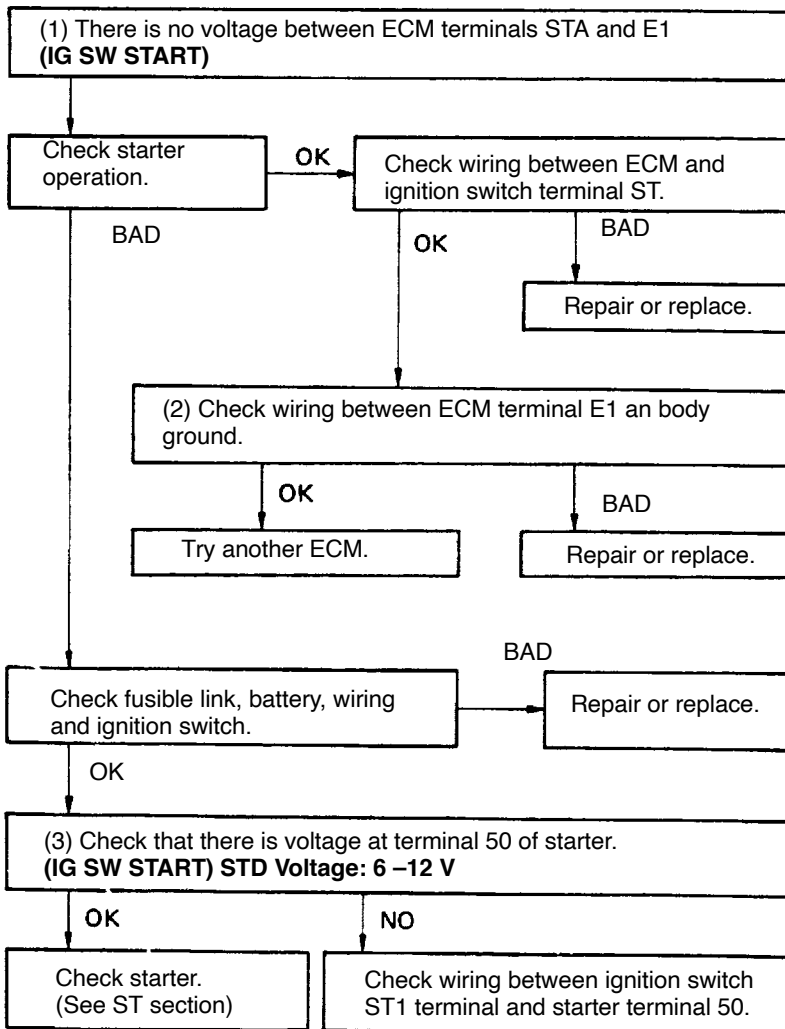 (1) There is no voltage between ECM terminals STA and E1
(IG SW START)
Check starter
operation.
OK
Check wiring between ECM and
ignition switch terminal ST.
BAD
OK
BAD
Repair or replace.
(2) Check wiring between ECM terminal E1 an body
ground.
OK
BAD
Try another ECM.
Repair or replace.
BAD
Check fusible link, battery, wiring
and ignition switch.
Repair or replace.
OK
(3) Check that there is voltage at terminal 50 of starter.
(IG SW START) STD Voltage: 6 –12 V
OK
NO
Check starter.
(See ST section)
Check wiring between ignition switch
ST1 terminal and starter terminal 50.